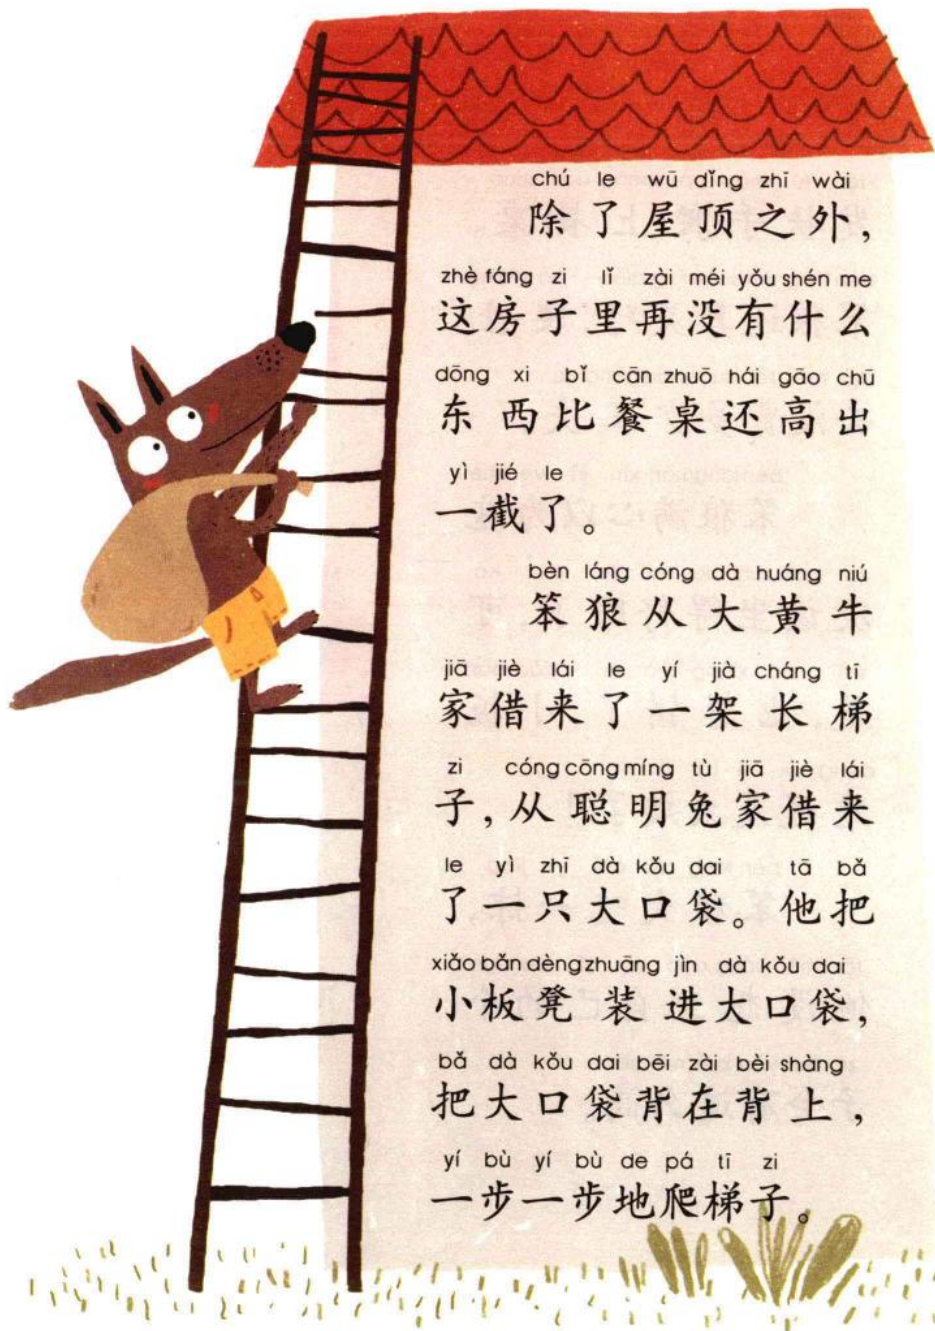 chú le wū dǐng zhī wài
除了屋顶之外，
zhè fáng zi lǐ zài méi yǒu shén me
这房子里再没有什么
dōng xi bǐ cān zhuō hái gāo chū
东西比餐桌还高出
yì jié le
一截了。
bèn láng cóng dà huáng niú
笨狼从大黄牛
jiā jiè lái le yí jià cháng tī
家借来了一架长梯
zi cóng cōng míng tù jiā jiè lái
子，从聪明兔家借来
le yì zhī dà kǒu dai tā bǎ
了一只大口袋。他把
xiǎo bǎn dèng zhuāng jìn dà kǒu dai
小板凳装进大口袋，
bǎ dà kǒu dai bēi zài bèi shàng
把大口袋背在背上，
yí bù yí bù de pá tī zi
一步一步地爬梯子。